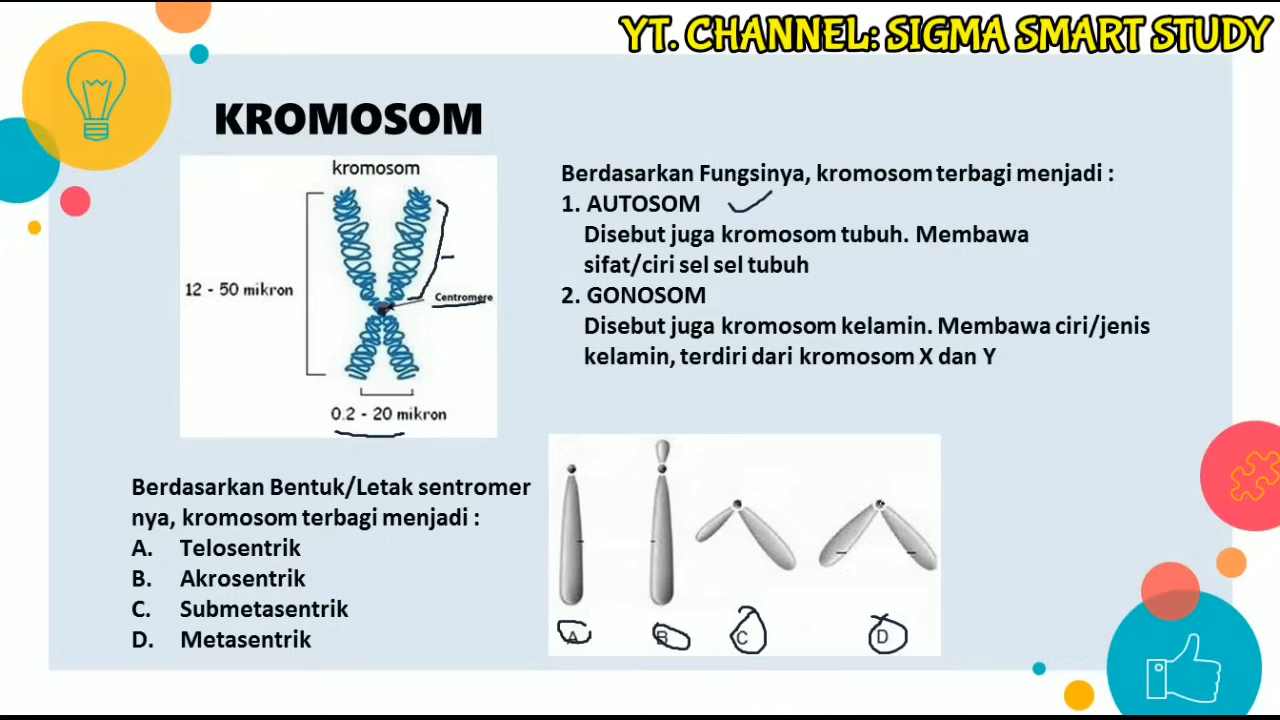 YT. CHANNEL: SIGMA SMART STUDY
KROMOSOM
kromosom
12 - 50 mikron
Centromere
0.2 - 20 mikron
Berdasarkan Fungsinya, kromosom terbagi menjadi :
1. AUTOSOM
Disebut juga kromosom tubuh. Membawa
sifat/ciri sel sel tubuh
2. GONOSOM
Disebut juga kromosom kelamin. Membawa ciri/jenis
kelamin, terdiri dari kromosom X dan Y
Berdasarkan Bentuk/Letak sentromer
nya, kromosom terbagi menjadi :
A. Telosentrik
B. Akrosentrik
C. Submetasentrik
D. Metasentrik
A B C D